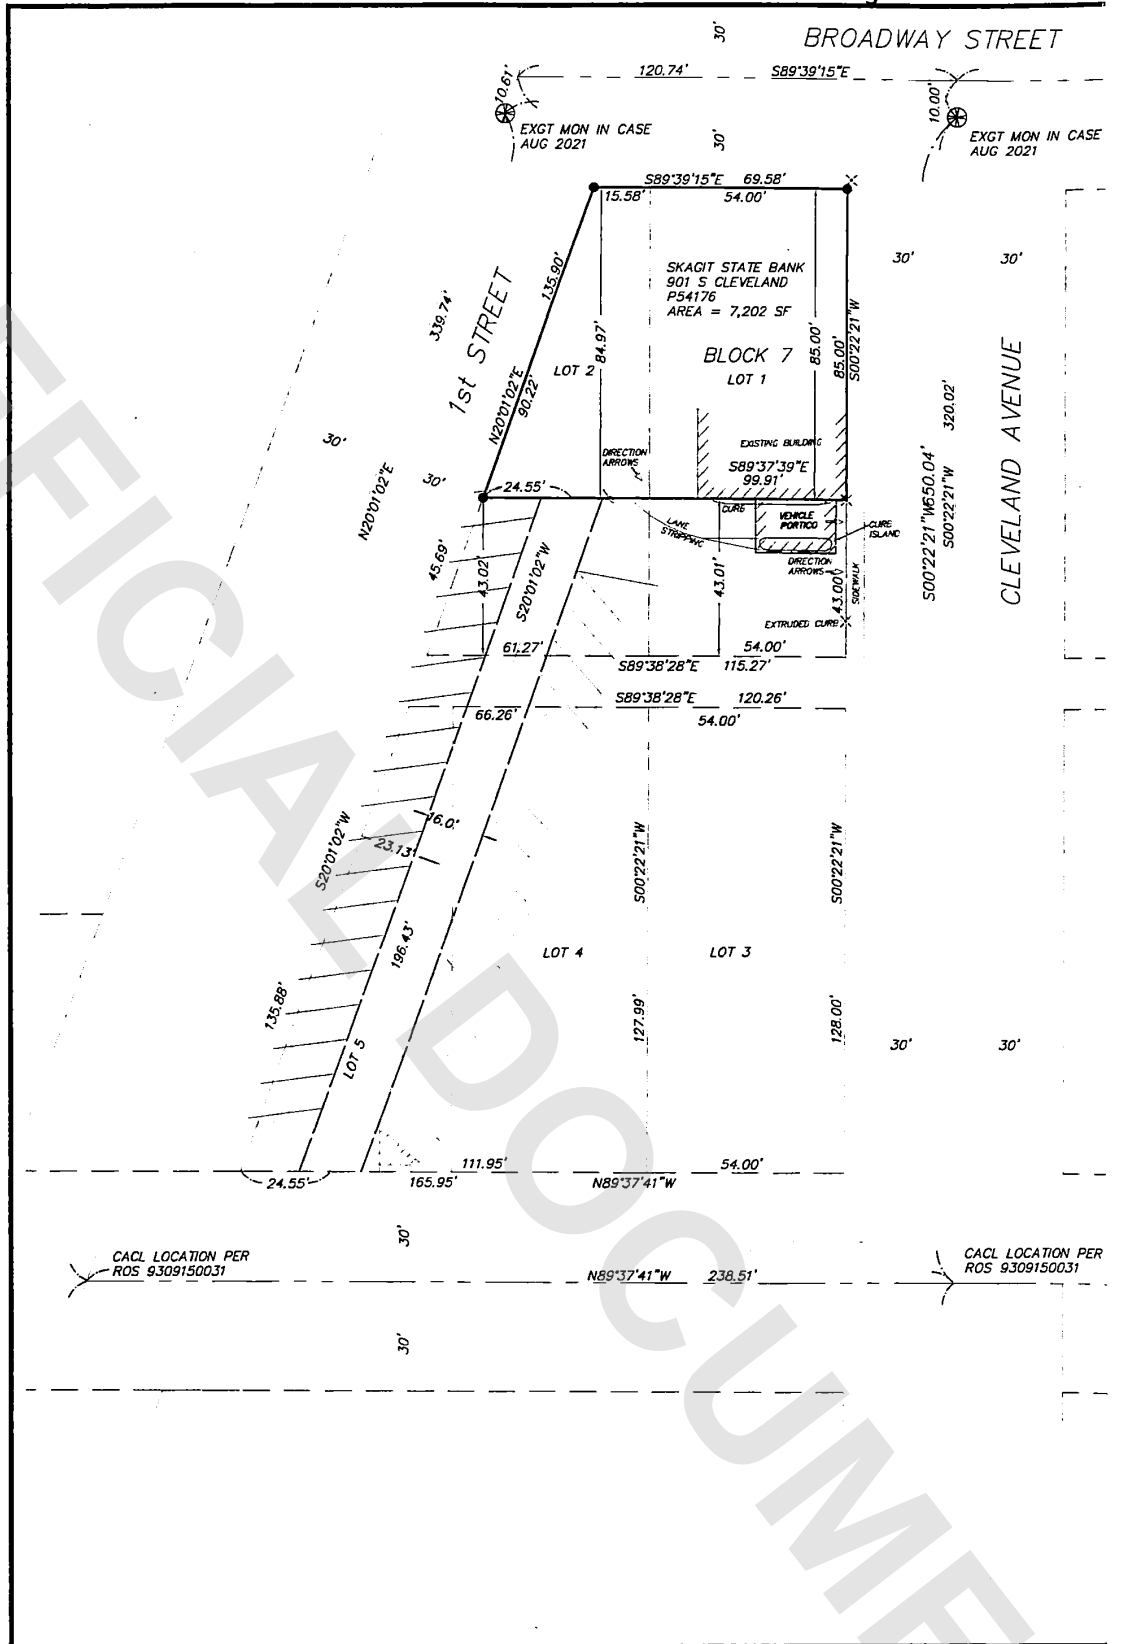 30'
BROADWAY STREET
120.74'
S89°39'15"E
10.61'
10.00'
EXGT MON IN CASE
AUG 2021
EXGT MON IN CASE
AUG 2021
30'
S89°39'15"E 69.58'
15.58'
54.00'
SKAGIT STATE BANK
901 S CLEVELAND
P54176
AREA = 7,202 SF
30'
30'
135.90'
339.74'
1st STREET
84.97'
85.00'
85.00'
S00°22'21"W
BLOCK 7
LOT 1
LOT 2
N20°01'02"E
90.22'
CLEVELAND AVENUE
320.02'
30'
30'
N20°01'02"E
DIRECTION
ARROWS
EXISTING BUILDING
S89°37'39"E
99.91'
S00°22'21"W
650.04'
S00°22'21"W
24.55'
CURB
VEHICLE
PORTICO
LANE
STRIPPING
CURB
ISLAND
45.69'
43.02'
S20°01'02"W
43.01'
DIRECTION
ARROWS
43.00'
SIDEWALK
EXTRUDED CURB
61.27'
54.00'
S89°38'28"E 115.27'
S89°38'28"E 120.26'
66.26'
54.00'
16.0'
23.13'
S20°01'02"W
S00°22'21"W
S00°22'21"W
196.43'
LOT 4
LOT 3
135.88'
127.99'
128.00'
LOT 5
30'
30'
111.95'
54.00'
24.55'
165.95'
N89°37'41"W
30'
CACL LOCATION PER
ROS 9309150031
CACL LOCATION PER
ROS 9309150031
N89°37'41"W 238.51'
30'